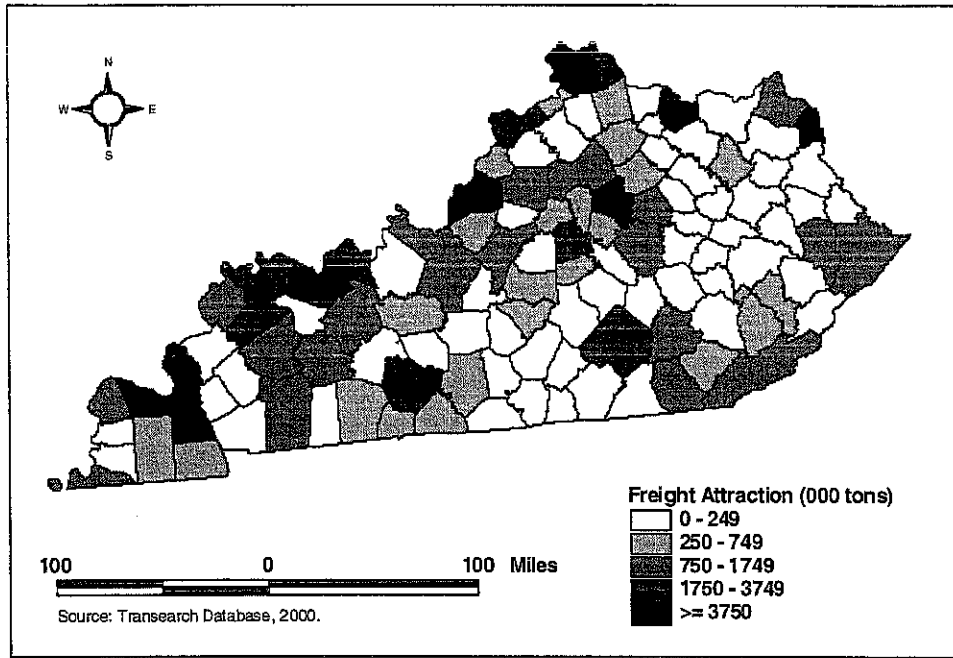 N
W E
S
Freight Attraction (000 tons)
0 - 249
250 - 749
750 - 1749
1750 - 3749
>= 3750
100 0 100 Miles
Source: Transearch Database, 2000.